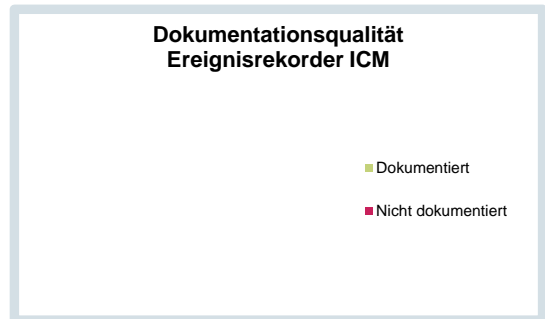 Dokumentationsqualität
Ereignisrekorder ICM
Dokumentiert
Nicht dokumentiert